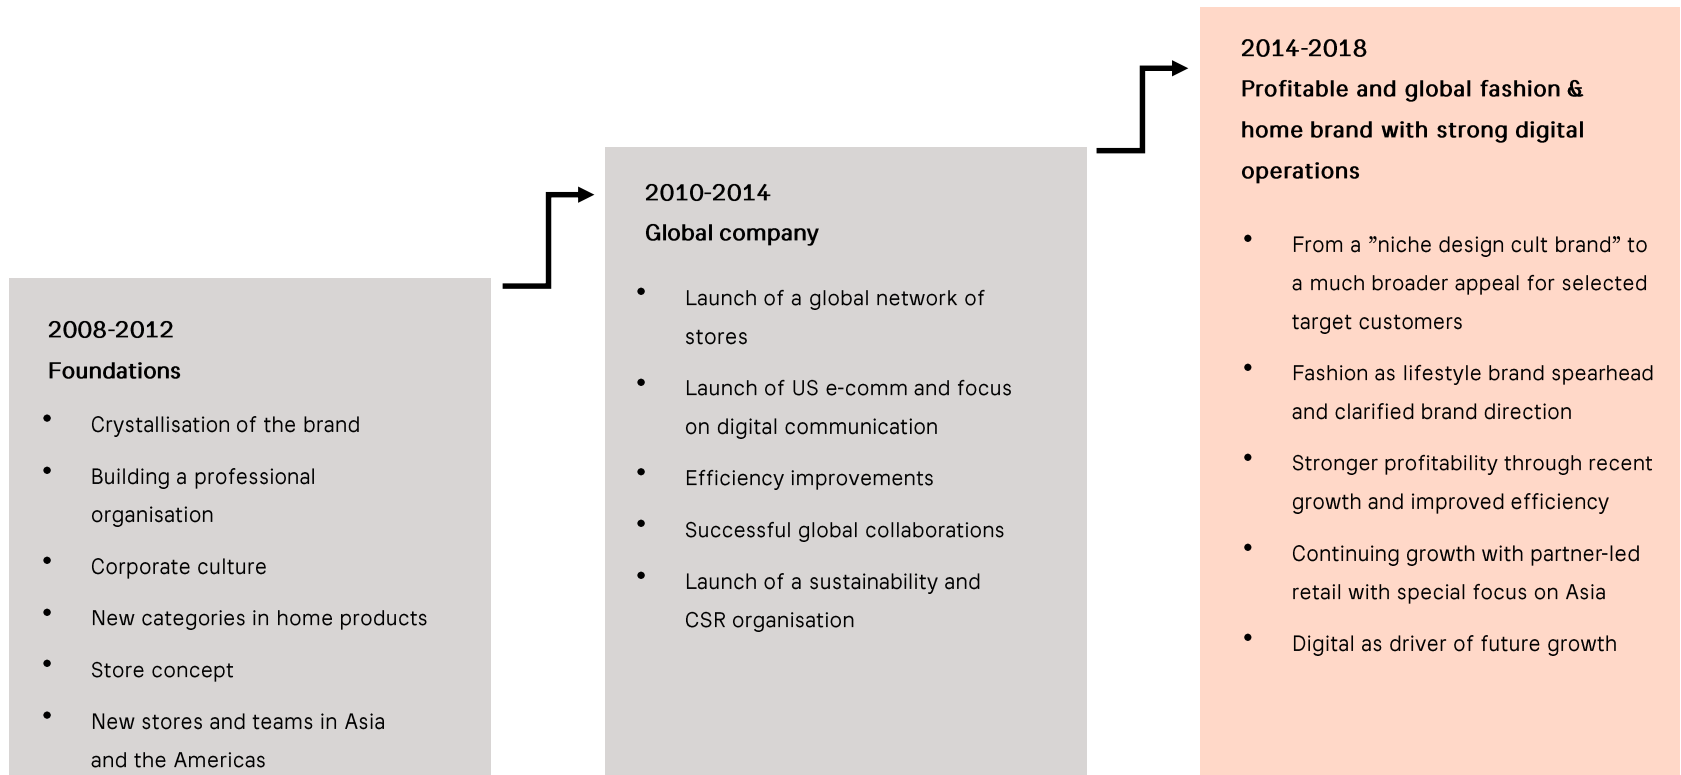 2008-2012
Foundations
• Crystallisation of the brand
• Building a professional
organisation
• Corporate culture
• New categories in home products
• Store concept
• New stores and teams in Asia
and the Americas
2010-2014
Global company
• Launch of a global network of
stores
• Launch of US e-comm and focus
on digital communication
• Efficiency improvements
• Successful global collaborations
• Launch of a sustainability and
CSR organisation
2014-2018
Profitable and global fashion &
home brand with strong digital
operations
• From a ”niche design cult brand” to
a much broader appeal for selected
target customers
• Fashion as lifestyle brand spearhead
and clarified brand direction
• Stronger profitability through recent
growth and improved efficiency
• Continuing growth with partner-led
retail with special focus on Asia
• Digital as driver of future growth